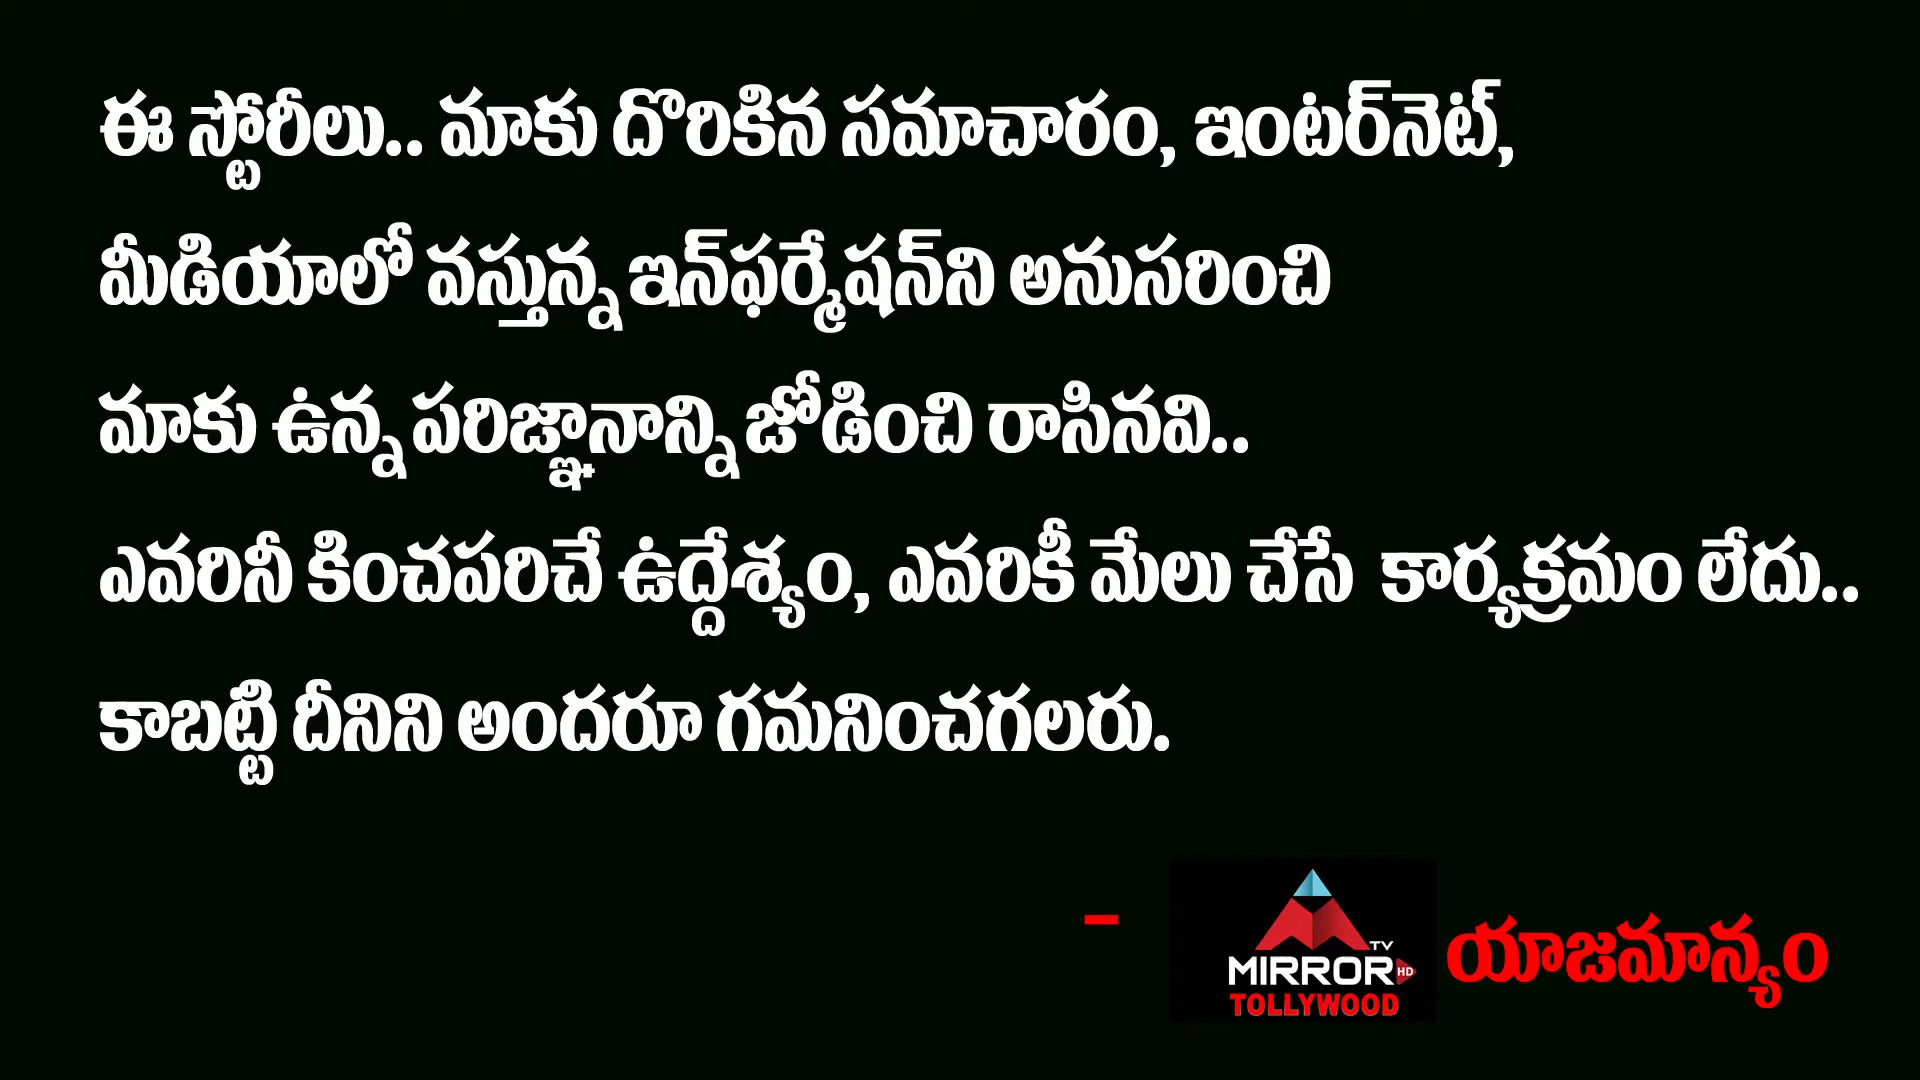 ఈ స్టోరీలు.. మాకు దొరికిన సమాచారం, ఇంటర్‌నెట్,
మీడియాలో వస్తున్న ఇన్‌ఫర్మేషన్‌ని అనుసరించి
మాకు ఉన్న పరిజ్ఞానాన్ని జోడించి రాసినవి..
ఎవరినీ కించపరిచే ఉద్దేశ్యం, ఎవరికీ మేలు చేసే కార్యక్రమం లేదు..
కాబట్టి దీనిని అందరూ గమనించగలరు.
- TV MIRROR HD TOLLYWOOD యాజమాన్యం